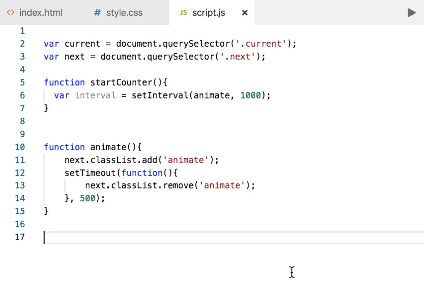 <> index.html # style.css JS script.js × ▶
1
2 var current = document.querySelector('.current');
3 var next = document.querySelector('.next');
4
5 function startCounter(){
6 var interval = setInterval(animate, 1000);
7 }
8
9
10 function animate(){
11 next.classList.add('animate');
12 setTimeout(function(){
13 next.classList.remove('animate');
14 }, 500);
15 }
16
17